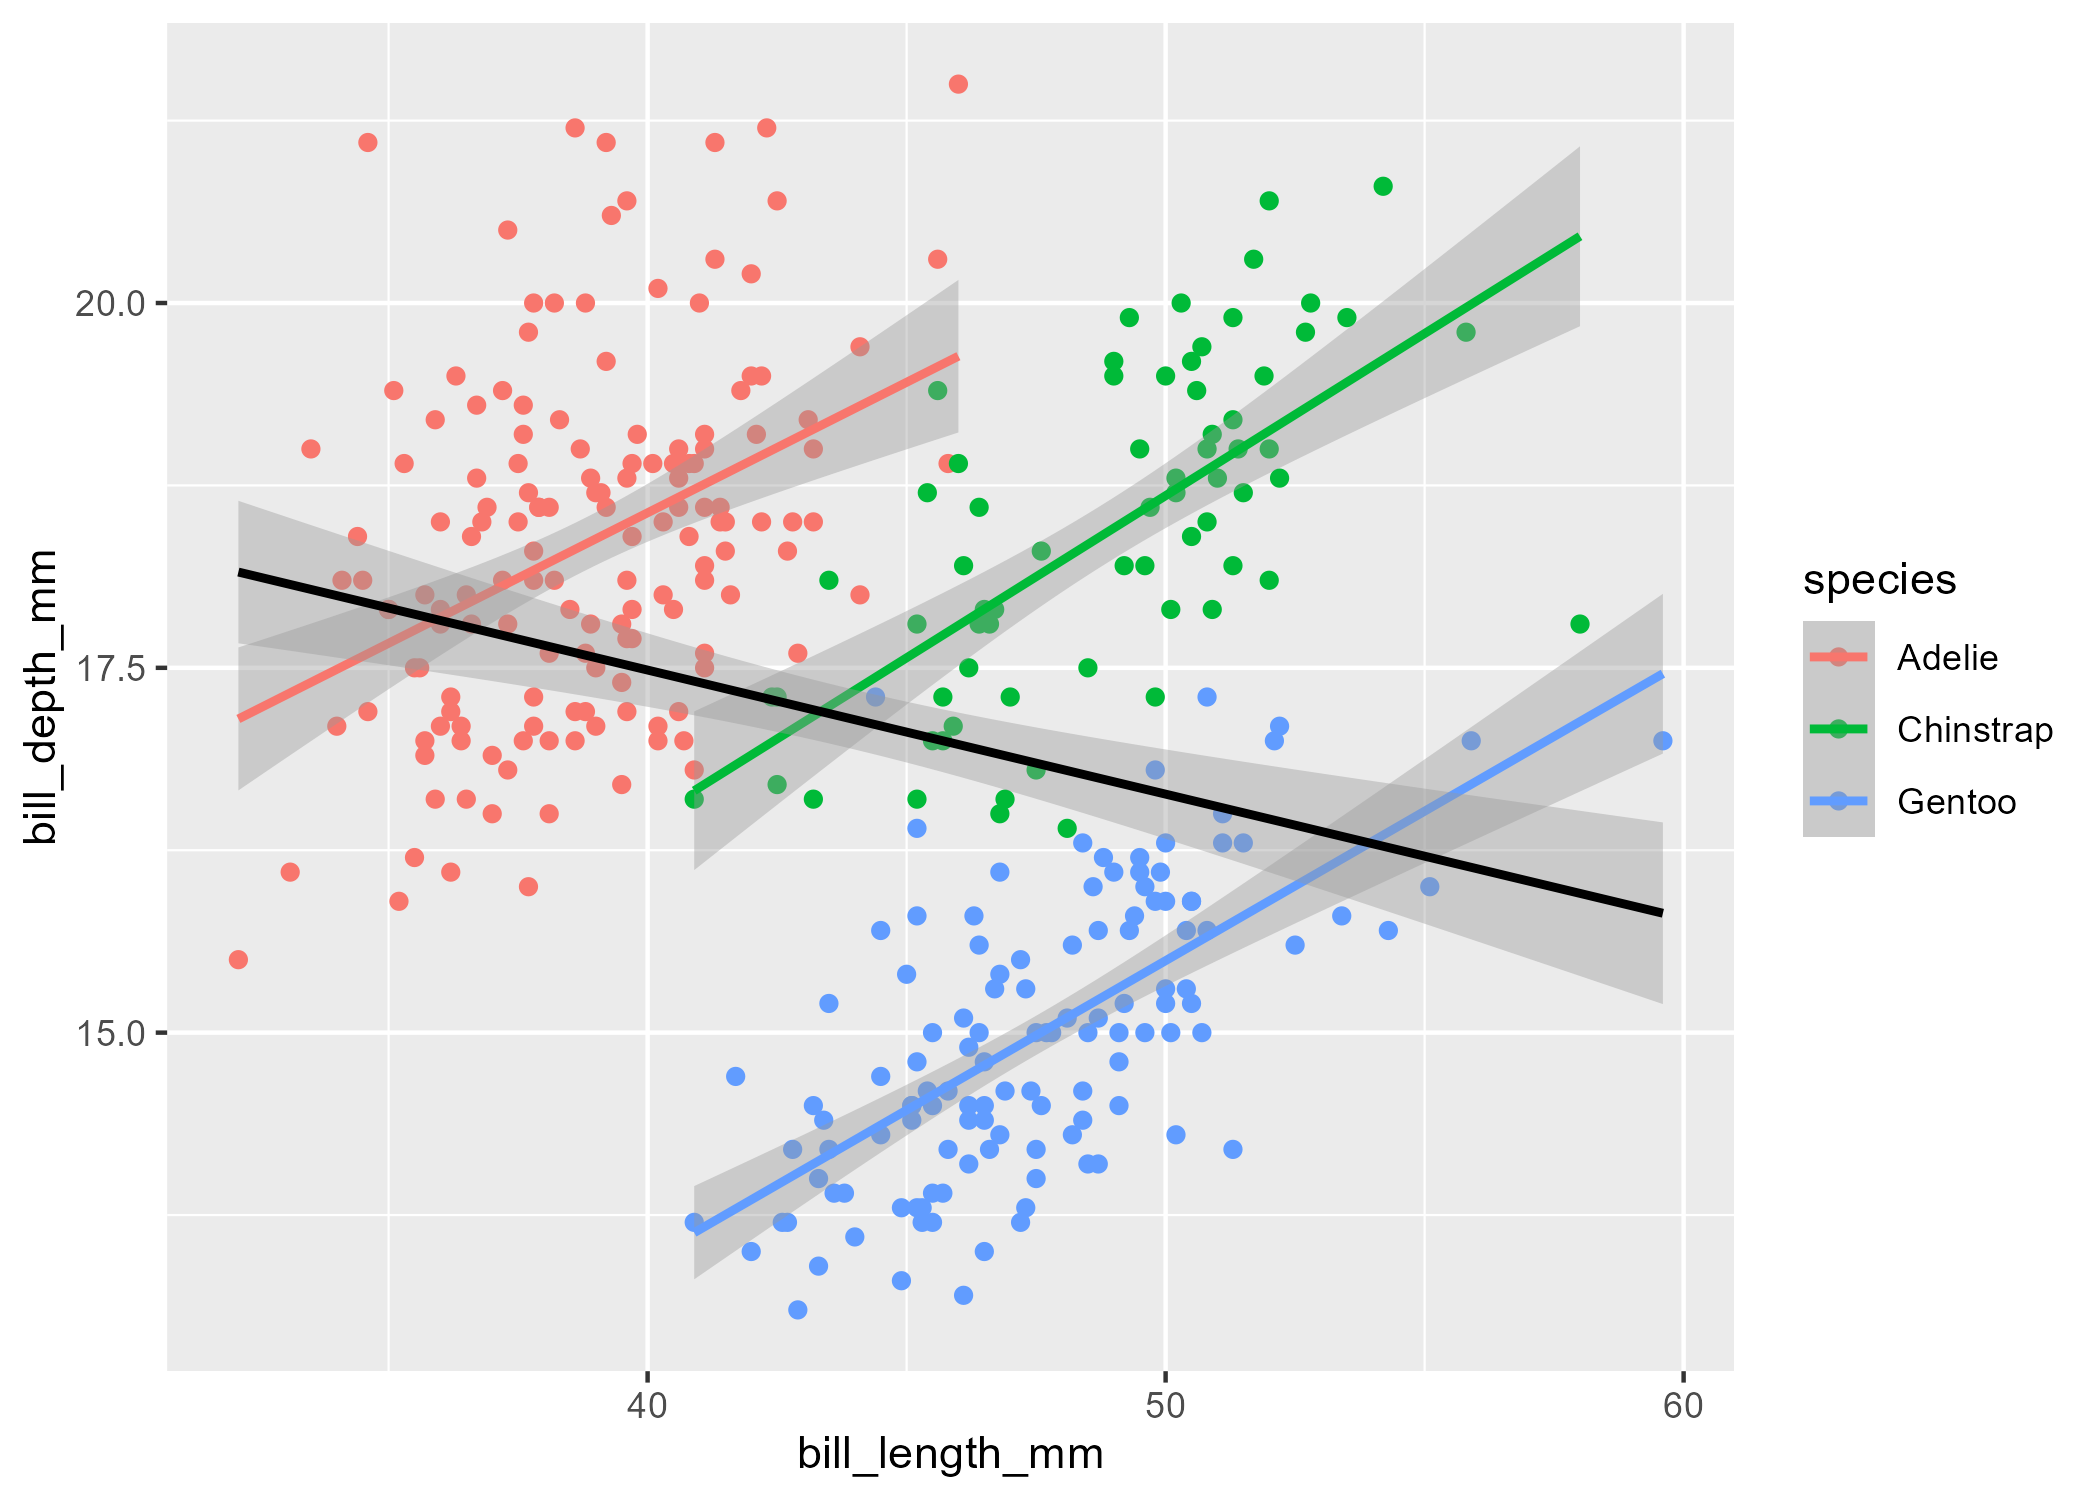 20.0
17.5
15.0
bill_depth_mm
40 50 60
bill_length_mm
species
Adelie
Chinstrap
Gentoo